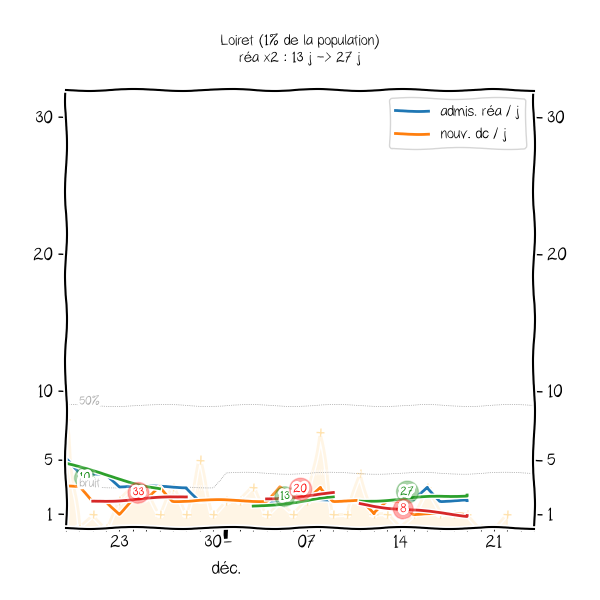 Loiret (1% de la population)
réa x2 : 13 j -> 27 j
admis. réa / j
nouv. dc / j
30 30
20 20
10 10
5 5
1 1
50%
10
bruit
33
13
20
27
8
23 30 07 14 21
déc.